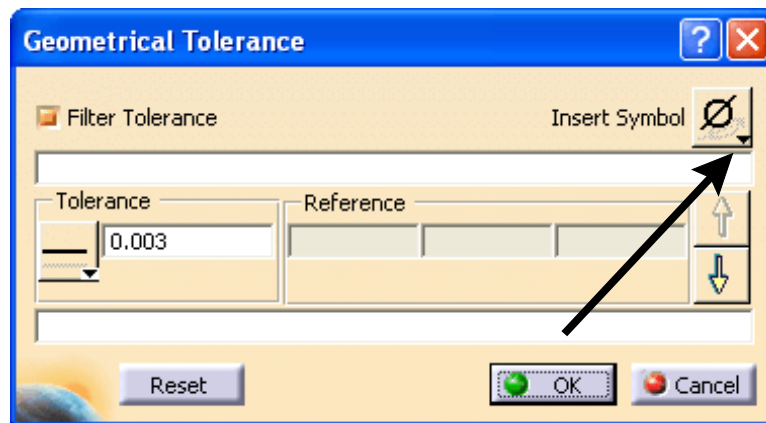 Geometrical Tolerance
Filter Tolerance Insert Symbol Ø
Tolerance Reference
0.003
Reset OK Cancel